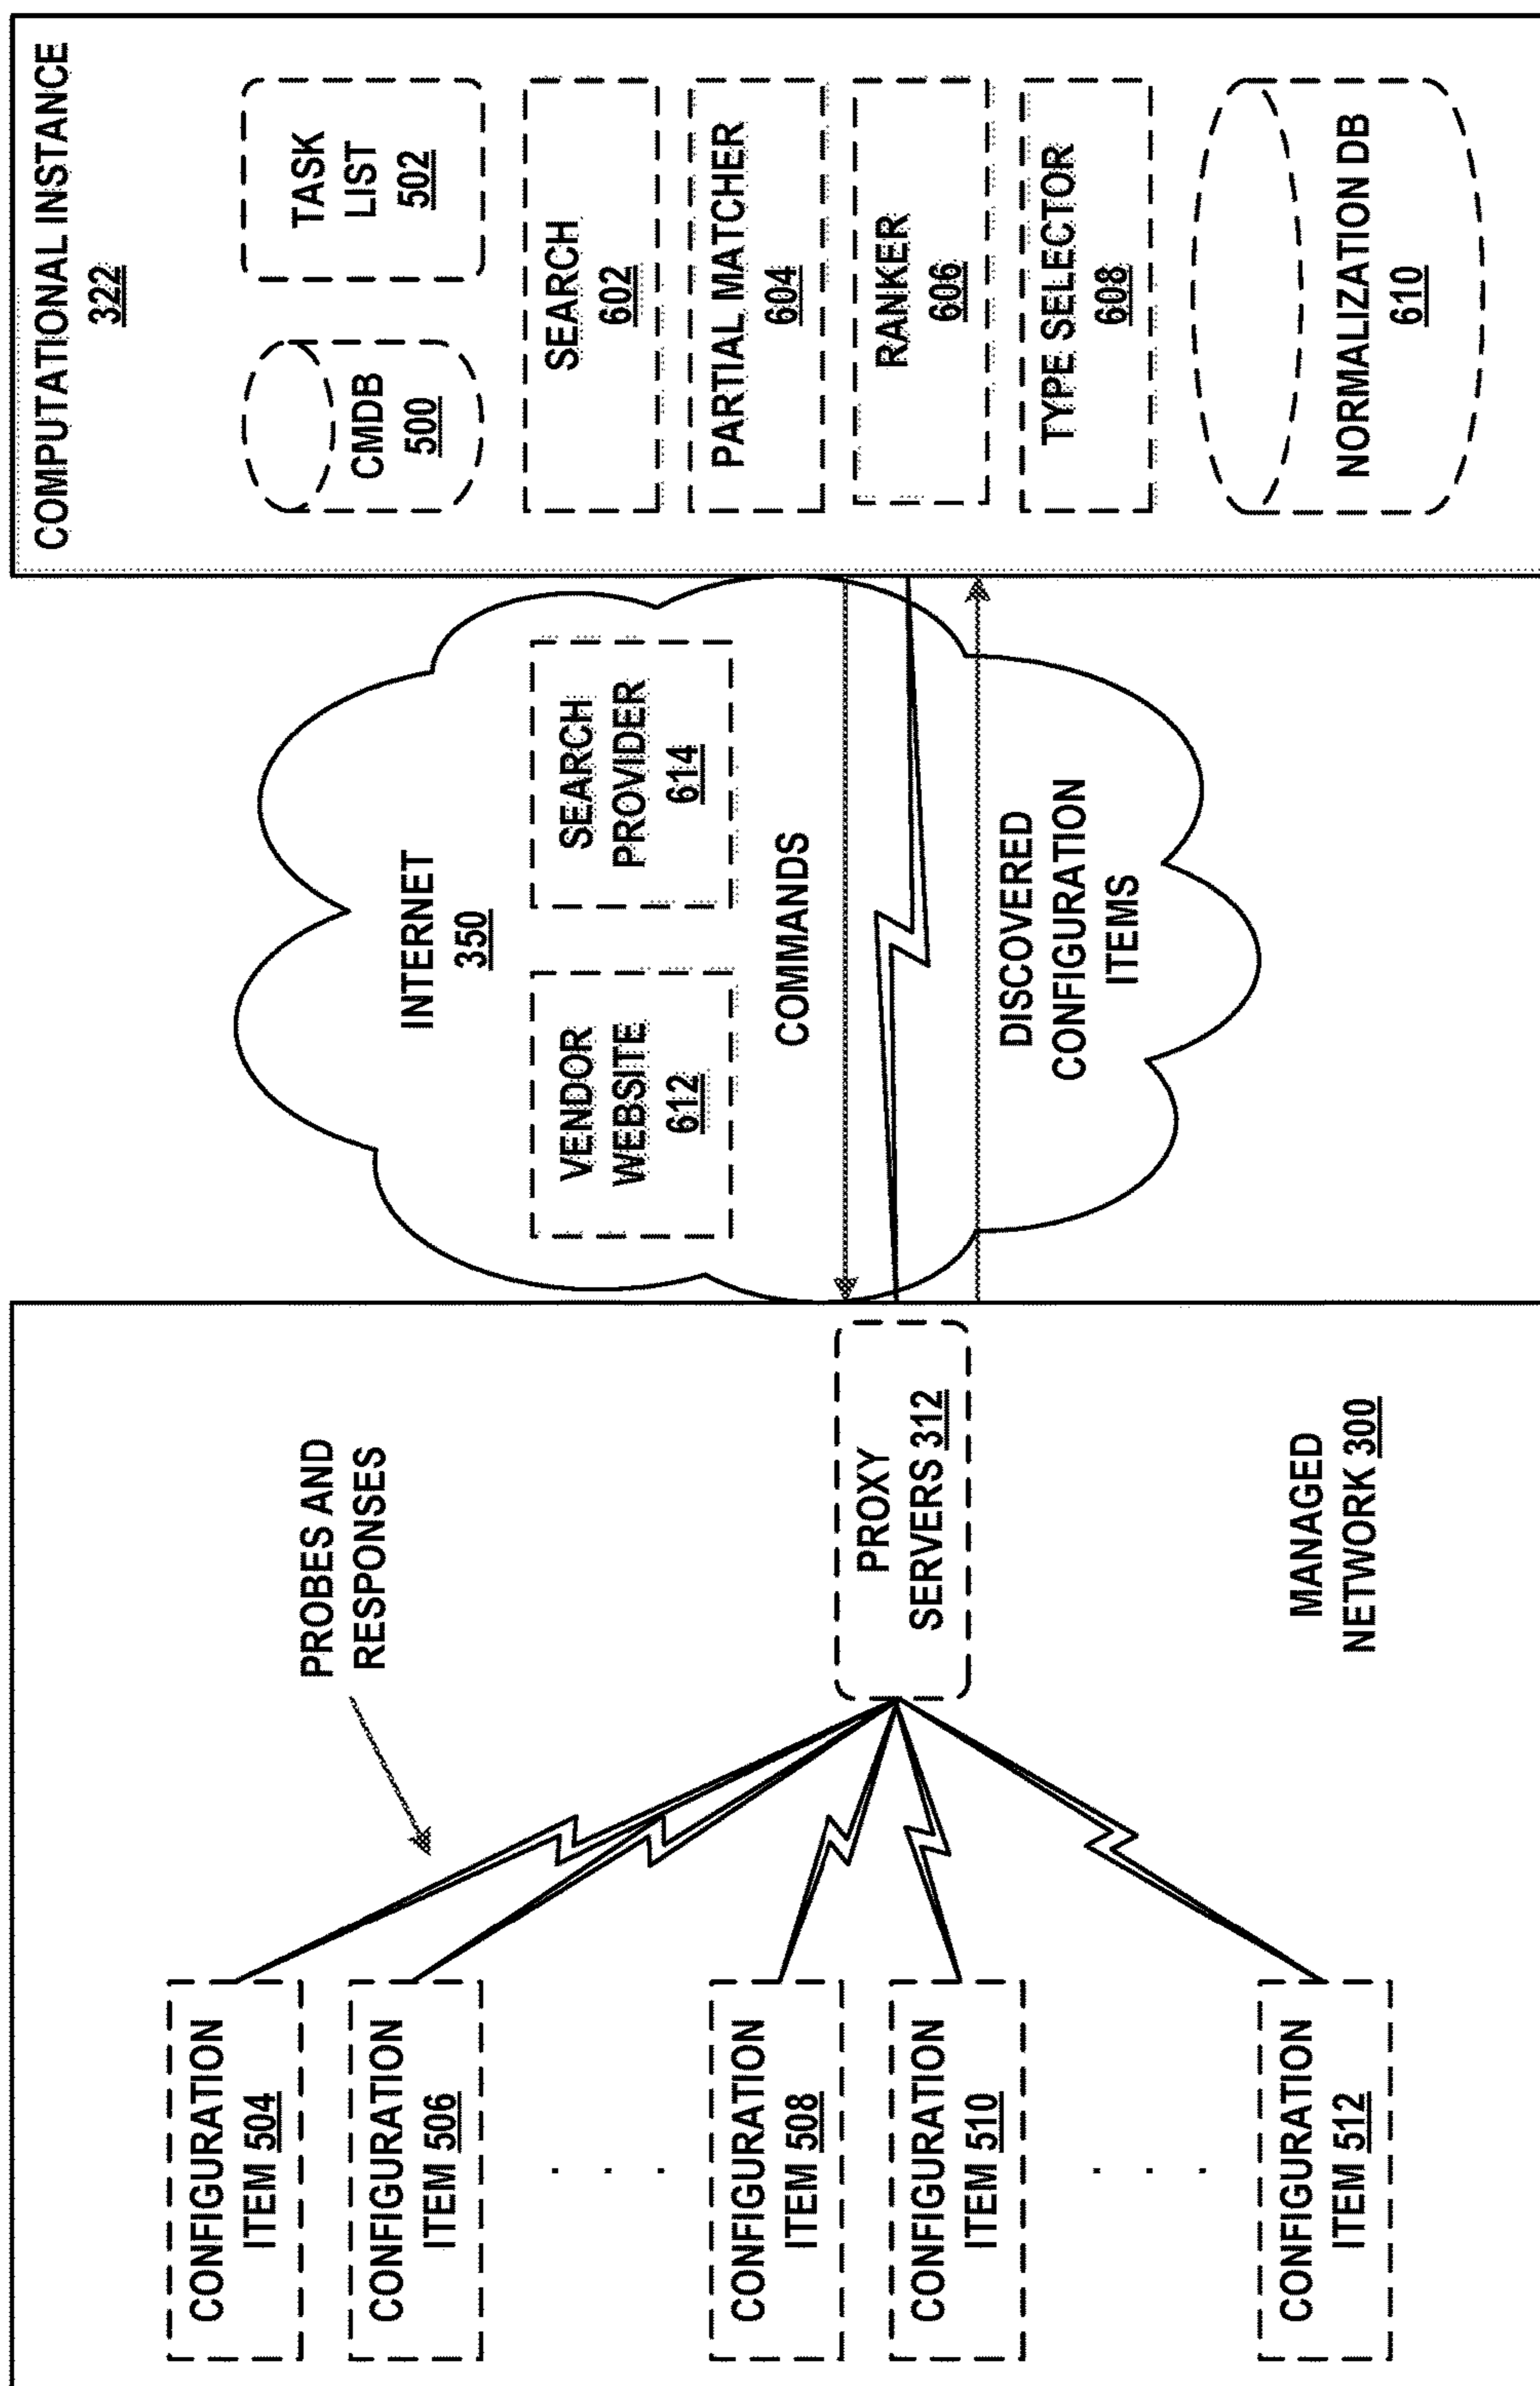 CONFIGURATION
ITEM 504
CONFIGURATION
ITEM 506
. . .
CONFIGURATION
ITEM 508
CONFIGURATION
ITEM 510
. . .
CONFIGURATION
ITEM 512
PROBES AND
RESPONSES
PROXY
SERVERS 312
MANAGED
NETWORK 300
INTERNET
350
VENDOR
WEBSITE
612
SEARCH
PROVIDER
614
COMMANDS
DISCOVERED
CONFIGURATION
ITEMS
COMPUTATIONAL INSTANCE
322
CMDB
500
TASK
LIST
502
SEARCH
602
PARTIAL MATCHER
604
RANKER
606
TYPE SELECTOR
608
NORMALIZATION DB
610